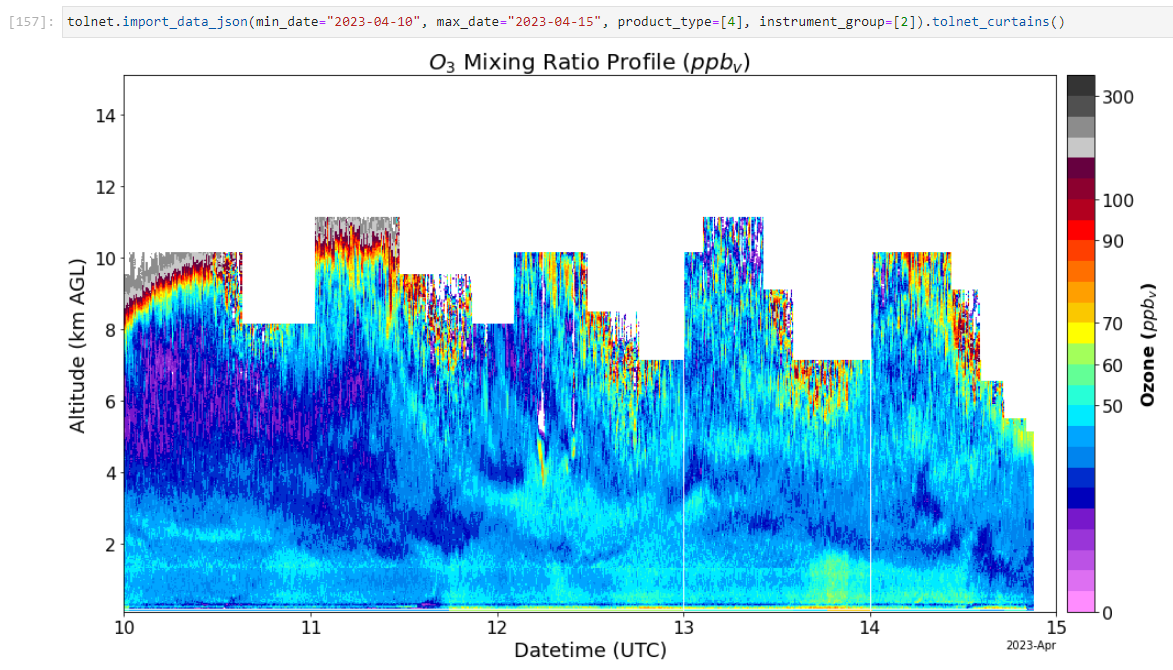 [157]: tolnet.import_data_json(min_date="2023-04-10", max_date="2023-04-15", product_type=[4], instrument_group=[2]).tolnet_curtains()
O₃ Mixing Ratio Profile (ppbᵥ)
14
12
10
8
6
4
2
Altitude (km AGL)
10 11 12 13 14 15
2023-Apr
Datetime (UTC)
300
100
90
70
60
50
0
Ozone (ppbᵥ)